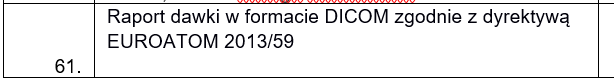 Raport dawki w formacie DICOM zgodnie z dyrektywą
EUROATOM 2013/59
61.